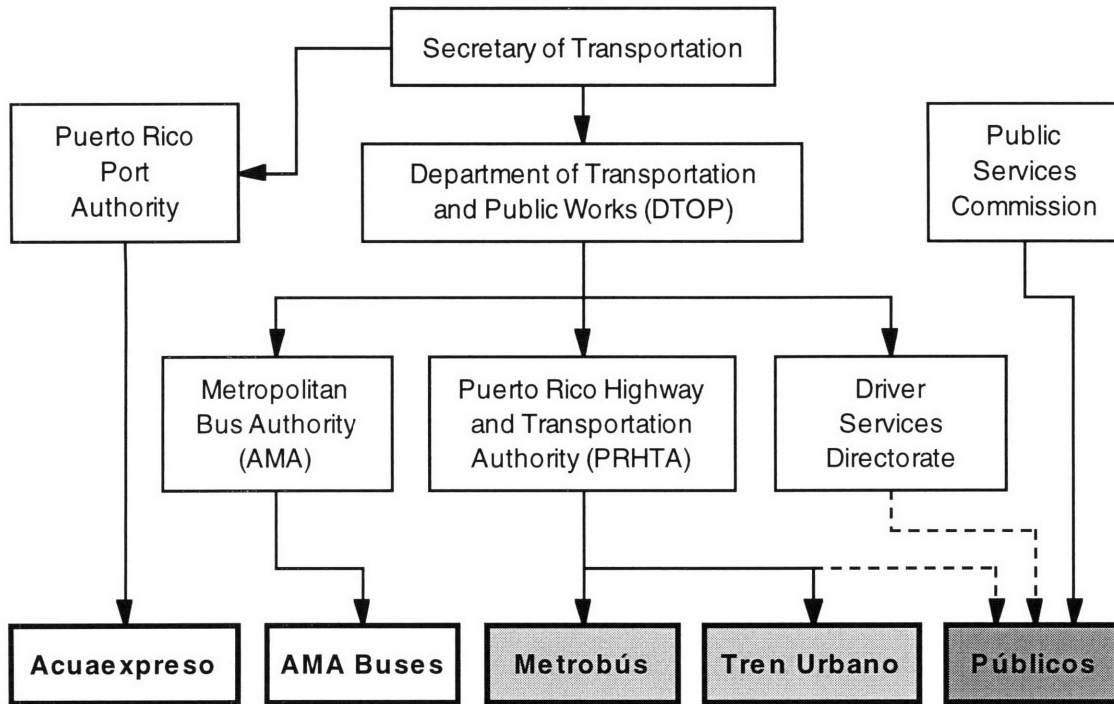 Secretary of Transportation
Puerto Rico
Port
Authority
Department of Transportation
and Public Works (DTOP)
Public
Services
Commission
Metropolitan
Bus Authority
(AMA)
Puerto Rico Highway
and Transportation
Authority (PRHTA)
Driver
Services
Directorate
Acuaexpreso
AMA Buses
Metrobús
Tren Urbano
Públicos